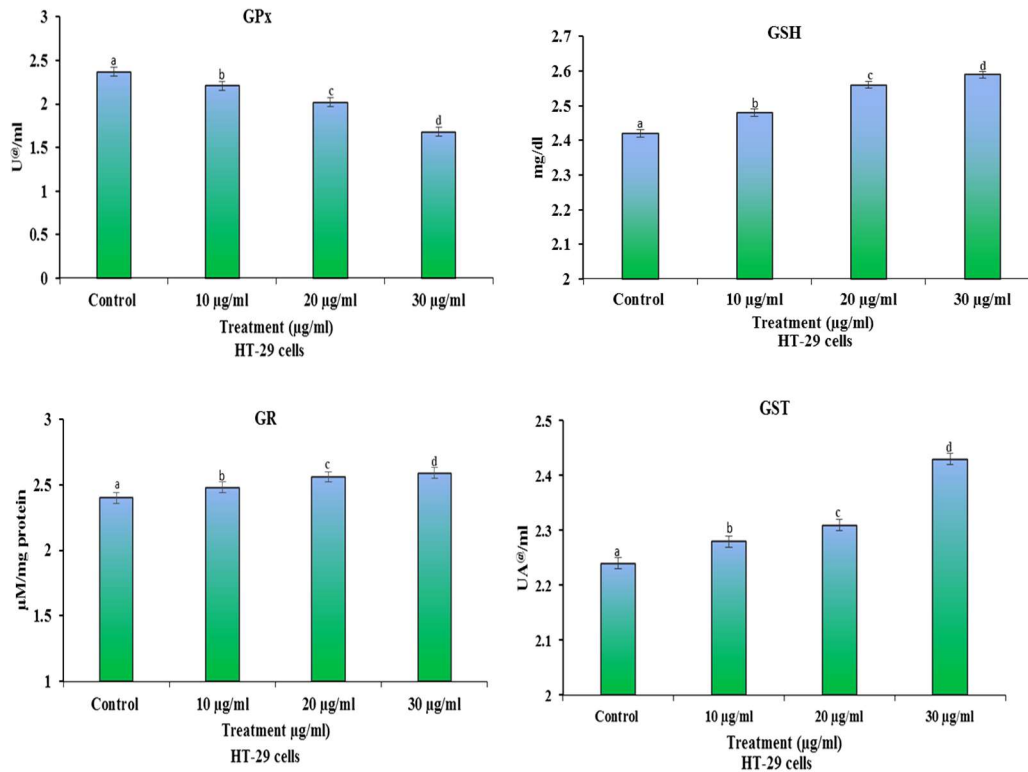 GPx
3
2.5
2
1.5
1
0.5
0
U@/ml
a
b
c
d
Control
10 µg/ml
20 µg/ml
30 µg/ml
Treatment (µg/ml)
HT-29 cells
GSH
2.7
2.6
2.5
2.4
2.3
2.2
2.1
2
mg/dl
a
b
c
d
Control
10 µg/ml
20 µg/ml
30 µg/ml
Treatment (µg/ml)
HT-29 cells
GR
3
2.5
2
1.5
1
µM/mg protein
a
b
c
d
Control
10 µg/ml
20 µg/ml
30 µg/ml
Treatment µg/ml)
HT-29 cells
GST
2.5
2.4
2.3
2.2
2.1
2
UA@/ml
a
b
c
d
Control
10 µg/ml
20 µg/ml
30 µg/ml
Treatment (µg/ml)
HT-29 cells